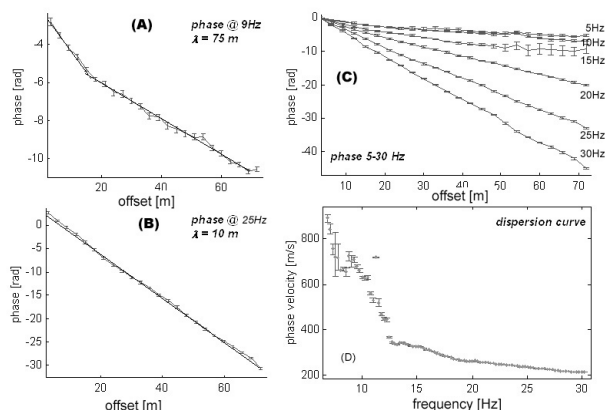 (A)
phase @ 9Hz
λ = 75 m
phase [rad]
-4
-6
-8
-10
0
20
40
60
offset [m]
(B)
phase @ 25Hz
λ = 10 m
phase [rad]
0
-5
-10
-15
-20
-25
-30
0
20
40
60
offset [m]
(C)
phase 5-30 Hz
phase [rad]
0
-10
-20
-30
-40
5Hz
10Hz
15Hz
20Hz
25Hz
30Hz
10
20
30
40
50
60
70
offset [m]
(D)
dispersion curve
phase velocity [m/s]
800
600
400
200
10
15
20
25
30
frequency [Hz]